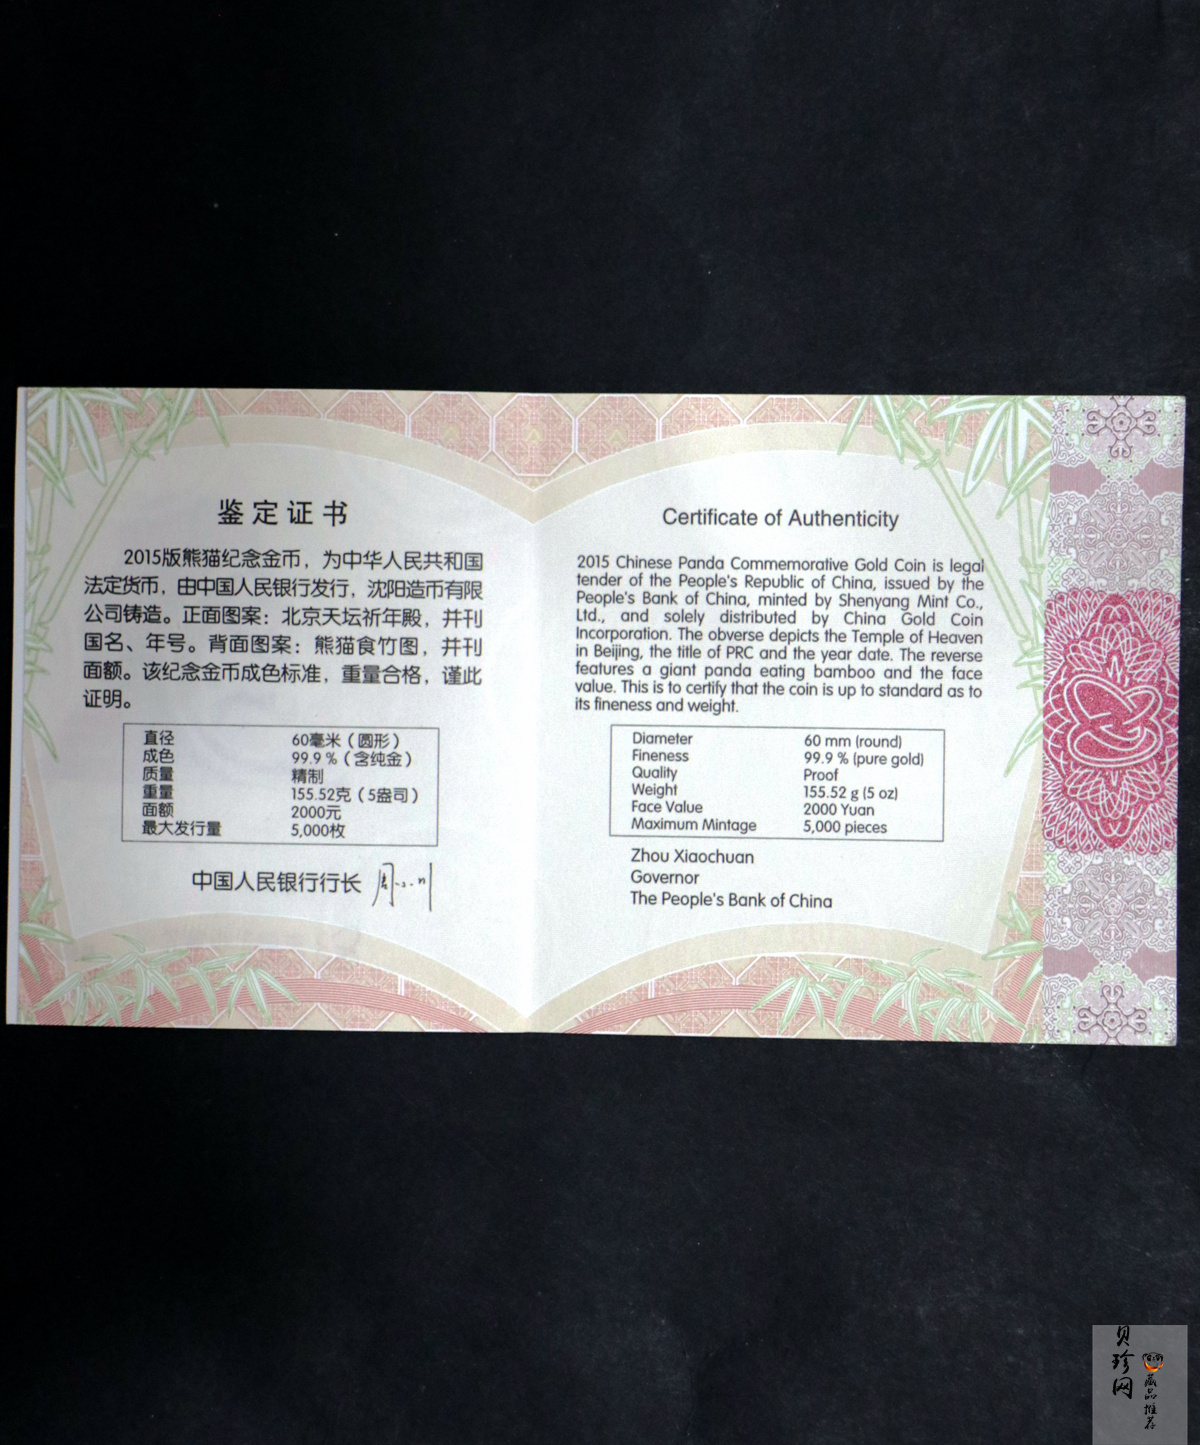 鉴定证书
2015版熊猫纪念金币，为中华人民共和国
法定货币，由中国人民银行发行，沈阳造币有限
公司铸造。正面图案：北京天坛祈年殿，并刊
国名、年号。背面图案：熊猫食竹图，并刊
面额。该纪念金币成色标准，重量合格，谨此
证明。
直径 60毫米（圆形）
成色 99.9%（含纯金）
质量 精制
重量 155.52克（5盎司）
面额 2000元
最大发行量 5,000枚
中国人民银行行长
Certificate of Authenticity
2015 Chinese Panda Commemorative Gold Coin is legal
tender of the People's Republic of China, issued by the
People's Bank of China, minted by Shenyang Mint Co.,
Ltd., and solely distributed by China Gold Coin
Incorporation. The obverse depicts the Temple of Heaven
in Beijing, the title of PRC and the year date. The reverse
features a giant panda eating bamboo and the face
value. This is to certify that the coin is up to standard as to
its fineness and weight.
Diameter 60 mm (round)
Fineness 99.9 % (pure gold)
Quality Proof
Weight 155.52 g (5 oz)
Face Value 2000 Yuan
Maximum Mintage 5,000 pieces
Zhou Xiaochuan
Governor
The People's Bank of China
贝珍网
藏品推荐